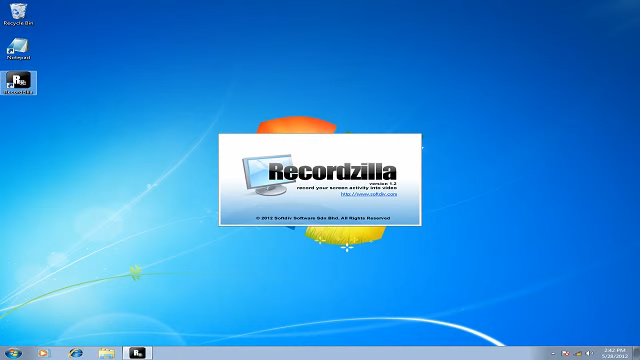 Recycle Bin
Notepad
Recordzilla
Recordzilla
version 1.2
record your screen activity into video
http://www.softdiv.com
© 2012 Softdiv Software Sdn Bhd. All Rights Reserved
2:42 PM
5/28/2012